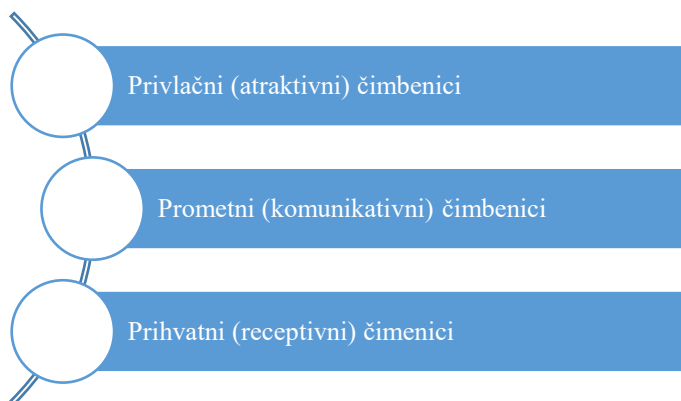 Privlačni (atraktivni) čimbenici
Prometni (komunikativni) čimbenici
Prihvatni (receptivni) čimenici